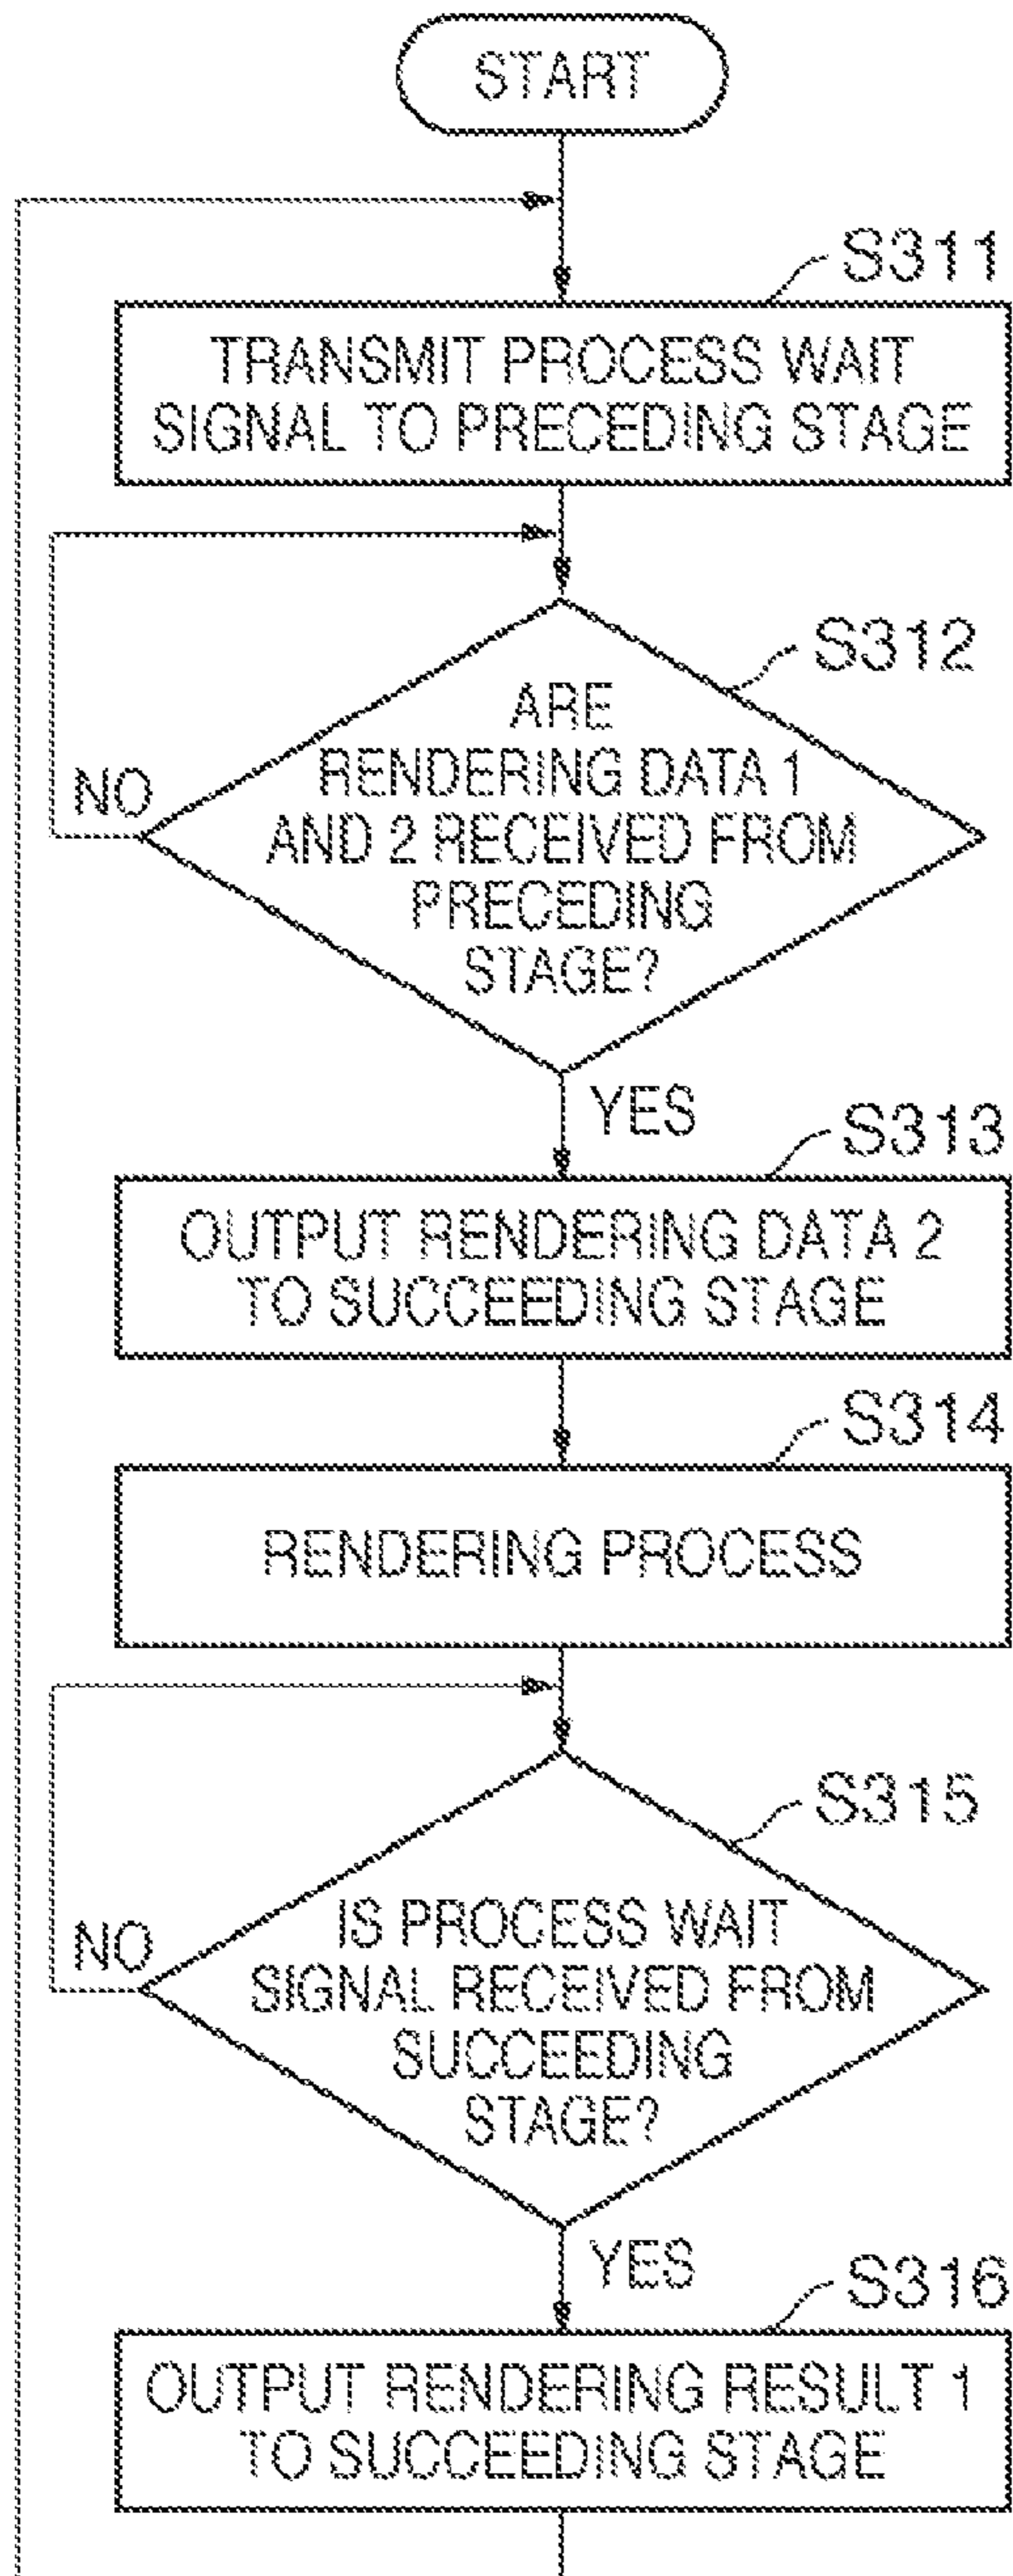 START
S311
TRANSMIT PROCESS WAIT
SIGNAL TO PRECEDING STAGE
S312
ARE
RENDERING DATA 1
AND 2 RECEIVED FROM
PRECEDING
STAGE?
NO
YES
S313
OUTPUT RENDERING DATA 2
TO SUCCEEDING STAGE
S314
RENDERING PROCESS
S315
IS PROCESS WAIT
SIGNAL RECEIVED FROM
SUCCEEDING
STAGE?
NO
YES
S316
OUTPUT RENDERING RESULT 1
TO SUCCEEDING STAGE